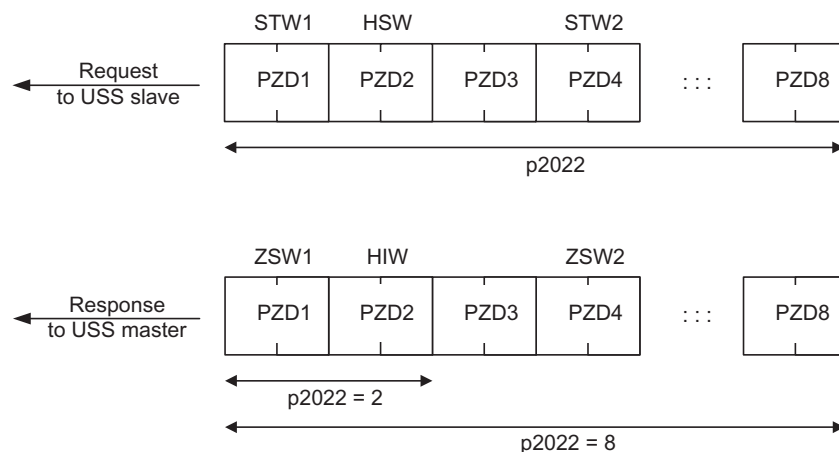 STW1 HSW STW2
Request
to USS slave
PZD1 PZD2 PZD3 PZD4 : : : PZD8
p2022
ZSW1 HIW ZSW2
Response
to USS master
PZD1 PZD2 PZD3 PZD4 : : : PZD8
p2022 = 2
p2022 = 8